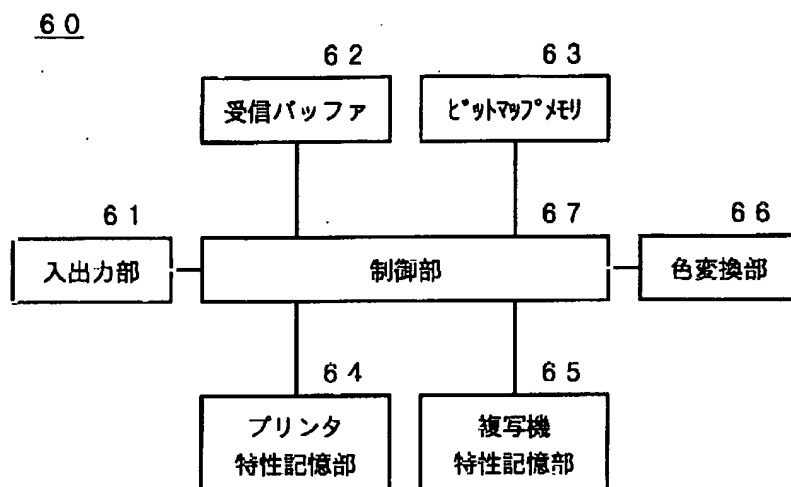 60
62
63
受信バッファ
ビットマップメモリ
61
67
66
入出力部
制御部
色変換部
64
65
プリンタ
特性記憶部
複写機
特性記憶部